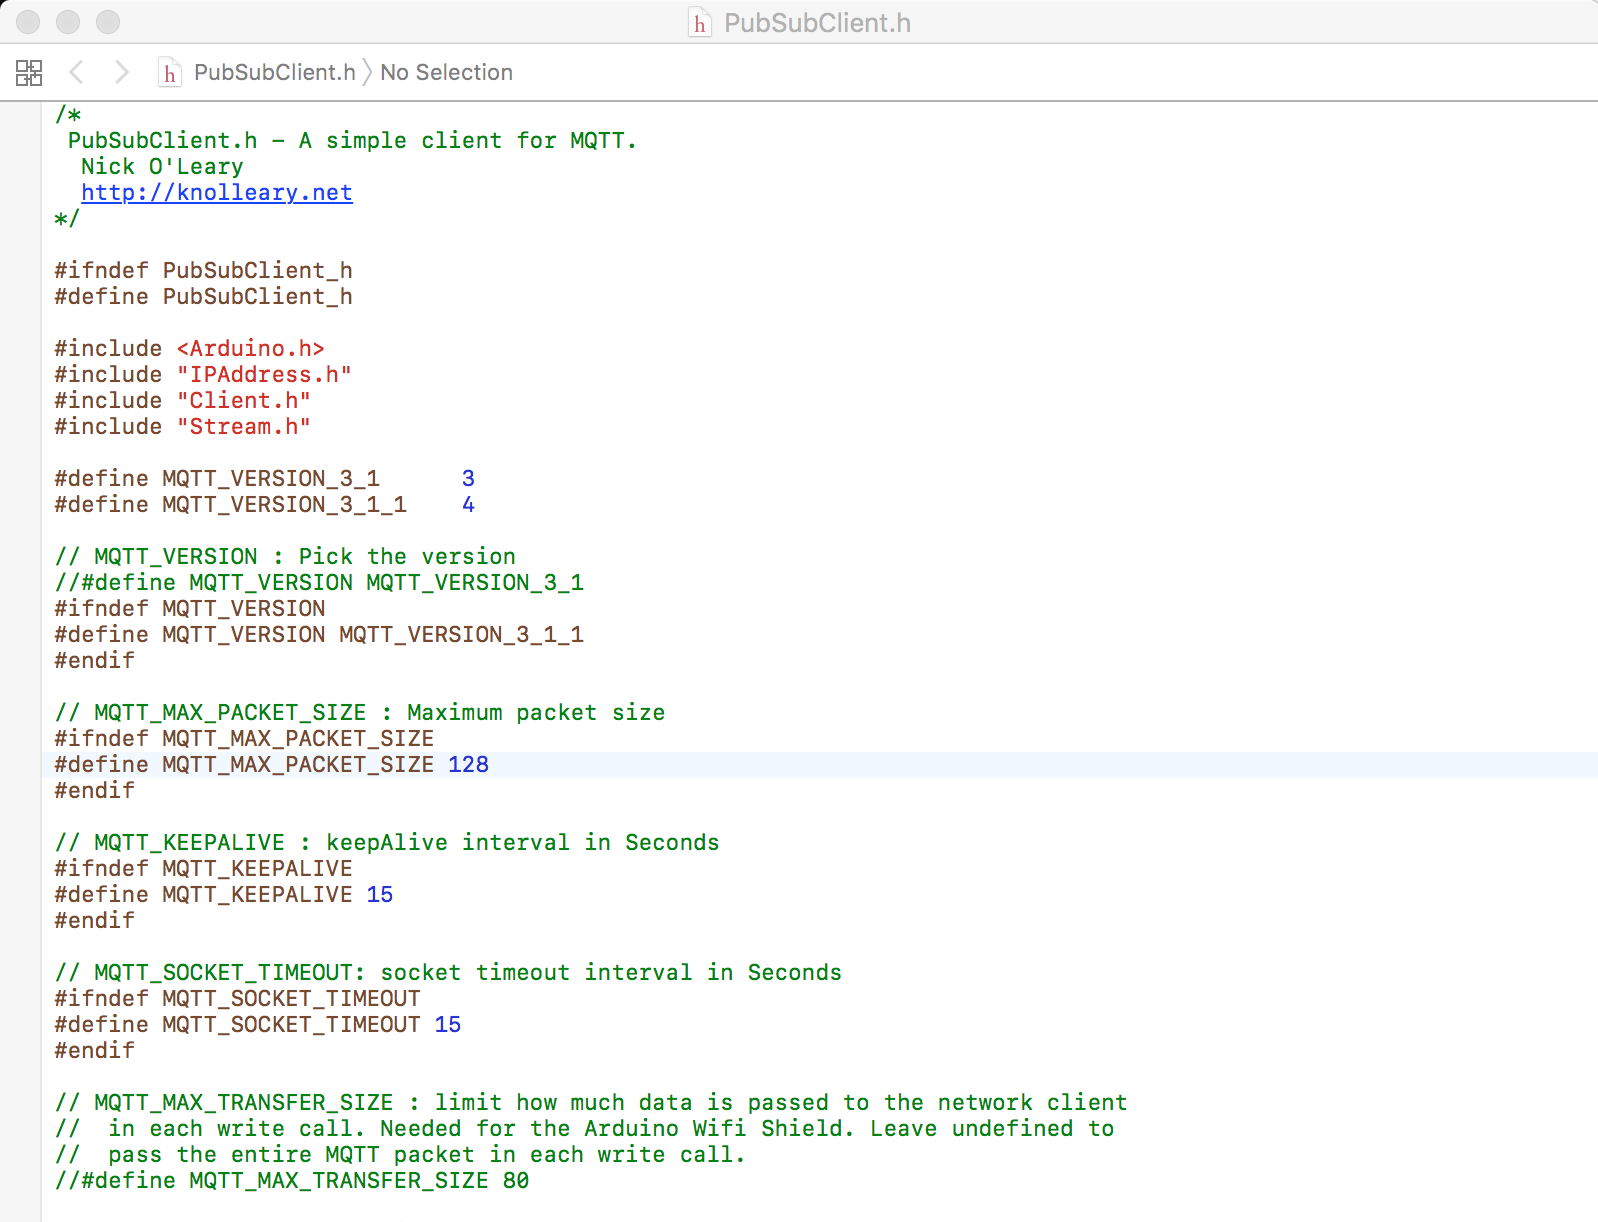 h PubSubClient.h
h PubSubClient.h No Selection
/*
 PubSubClient.h - A simple client for MQTT.
  Nick O'Leary
  http://knolleary.net
*/

#ifndef PubSubClient_h
#define PubSubClient_h

#include <Arduino.h>
#include "IPAddress.h"
#include "Client.h"
#include "Stream.h"

#define MQTT_VERSION_3_1      3
#define MQTT_VERSION_3_1_1    4

// MQTT_VERSION : Pick the version
//#define MQTT_VERSION MQTT_VERSION_3_1
#ifndef MQTT_VERSION
#define MQTT_VERSION MQTT_VERSION_3_1_1
#endif

// MQTT_MAX_PACKET_SIZE : Maximum packet size
#ifndef MQTT_MAX_PACKET_SIZE
#define MQTT_MAX_PACKET_SIZE 128
#endif

// MQTT_KEEPALIVE : keepAlive interval in Seconds
#ifndef MQTT_KEEPALIVE
#define MQTT_KEEPALIVE 15
#endif

// MQTT_SOCKET_TIMEOUT: socket timeout interval in Seconds
#ifndef MQTT_SOCKET_TIMEOUT
#define MQTT_SOCKET_TIMEOUT 15
#endif

// MQTT_MAX_TRANSFER_SIZE : limit how much data is passed to the network client
//  in each write call. Needed for the Arduino Wifi Shield. Leave undefined to
//  pass the entire MQTT packet in each write call.
//#define MQTT_MAX_TRANSFER_SIZE 80